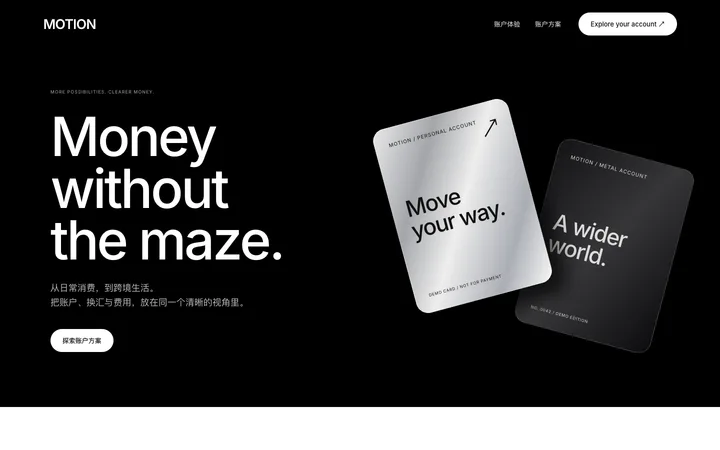 MOTION
账户体验
账户方案
Explore your account ↗
MORE POSSIBILITIES. CLEARER MONEY.
Money
without
the maze.
从日常消费，到跨境生活。
把账户、换汇与费用，放在同一个清晰的视角里。
探索账户方案
MOTION / PERSONAL ACCOUNT
Move
your way.
DEMO CARD / NOT FOR PAYMENT
MOTION / METAL ACCOUNT
A wider
world.
/ DEMO EDITION